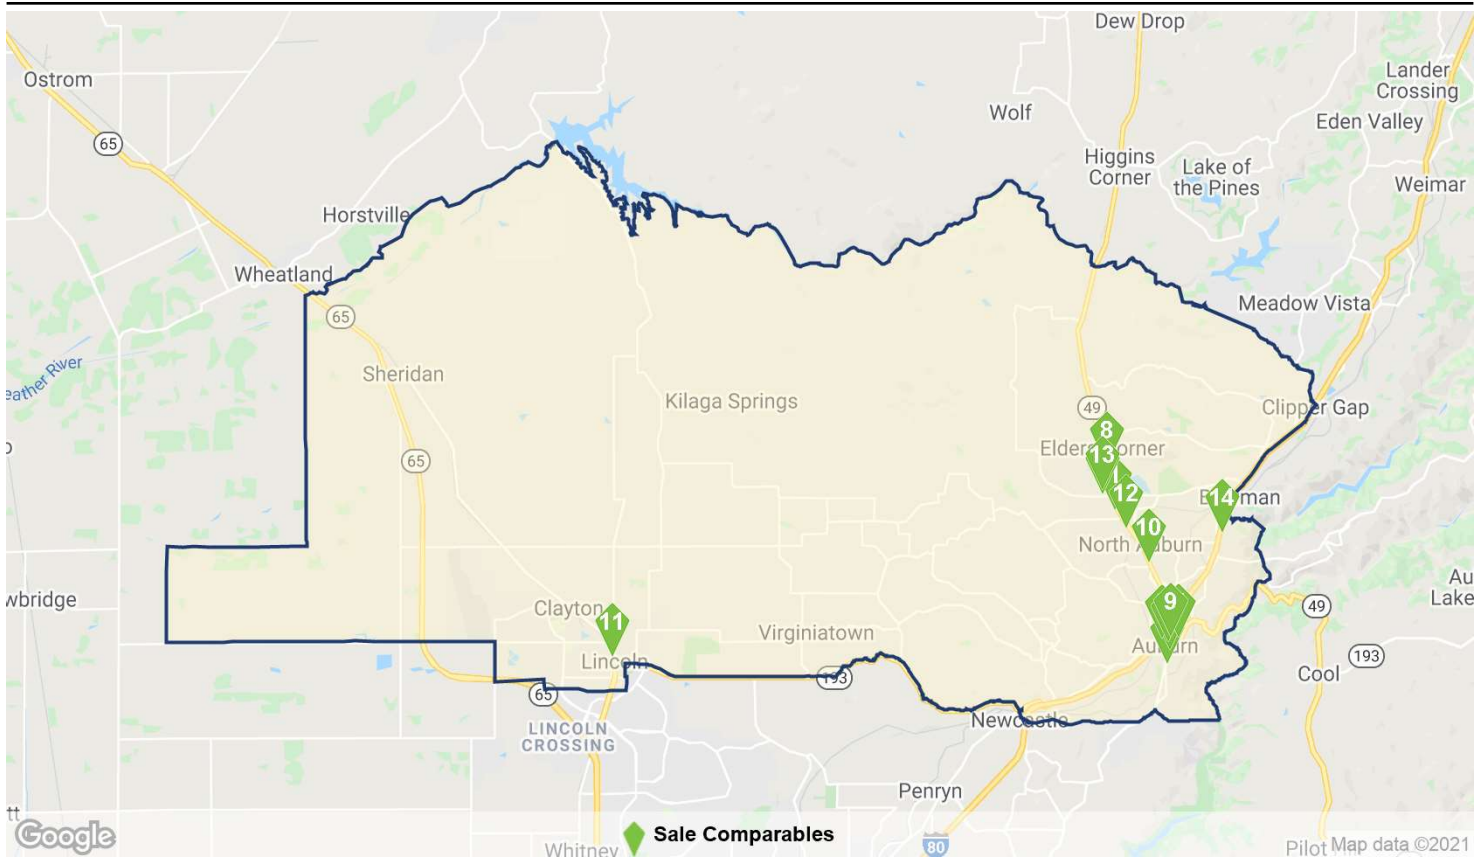 Dew Drop
Ostrom
Lander
Crossing
Wolf
Eden Valley
65
Higgins
Corner
Lake of
the Pines
Weimar
Horstville
Wheatland
Meadow Vista
65
eather River
Sheridan
Kilaga Springs
49
Clipper Gap
8
13
65
12
14
10
North Auburn
wbridge
Clayton
11
9
49
Au
Lake
Virginiatown
Auburn
Lincoln
193
193
Cool
65
Newcastle
LINCOLN
CROSSING
Penryn
tt
Google
Sale Comparables
80
Whitney
Pilot
Map data ©2021